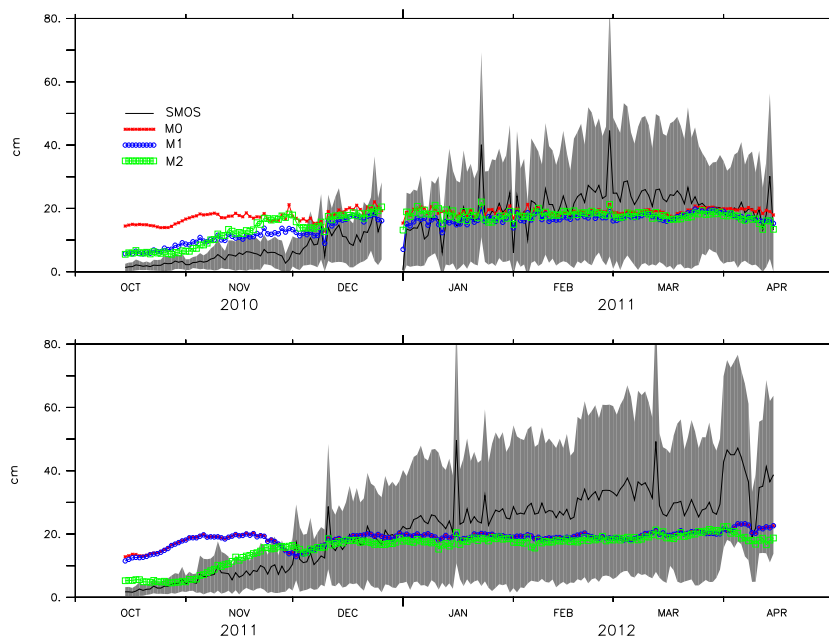 80.
60.
40.
20.
0.
cm
SMOS
M0
M1
M2
OCT NOV DEC JAN FEB MAR APR
2010 2011
80.
60.
40.
20.
0.
cm
OCT NOV DEC JAN FEB MAR APR
2011 2012